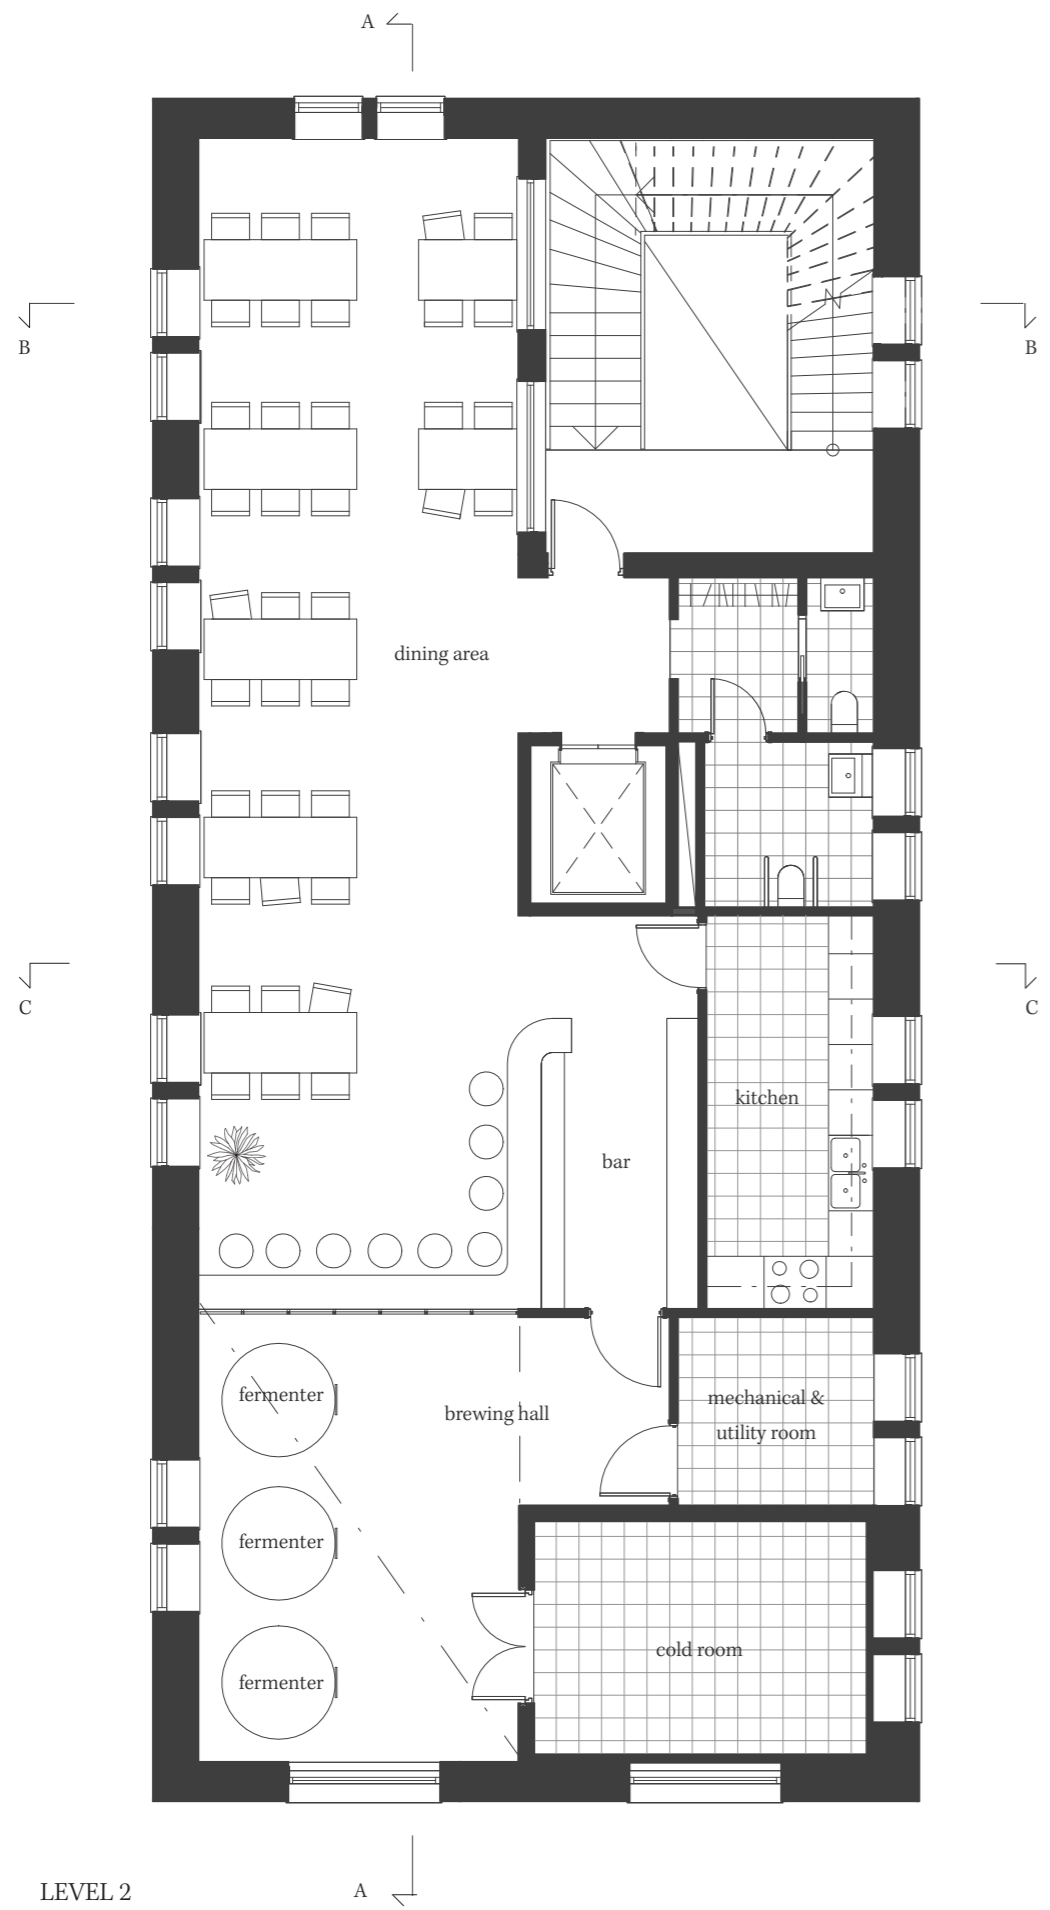 A
B
B
dining area
C
C
kitchen
bar
fermenter
mechanical &
utility room
brewing hall
fermenter
cold room
fermenter
LEVEL 2
A